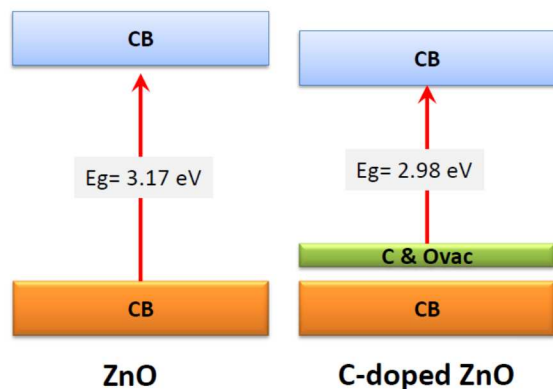 CB
Eg= 3.17 eV
CB
ZnO
CB
Eg= 2.98 eV
C & Ovac
CB
C-doped ZnO